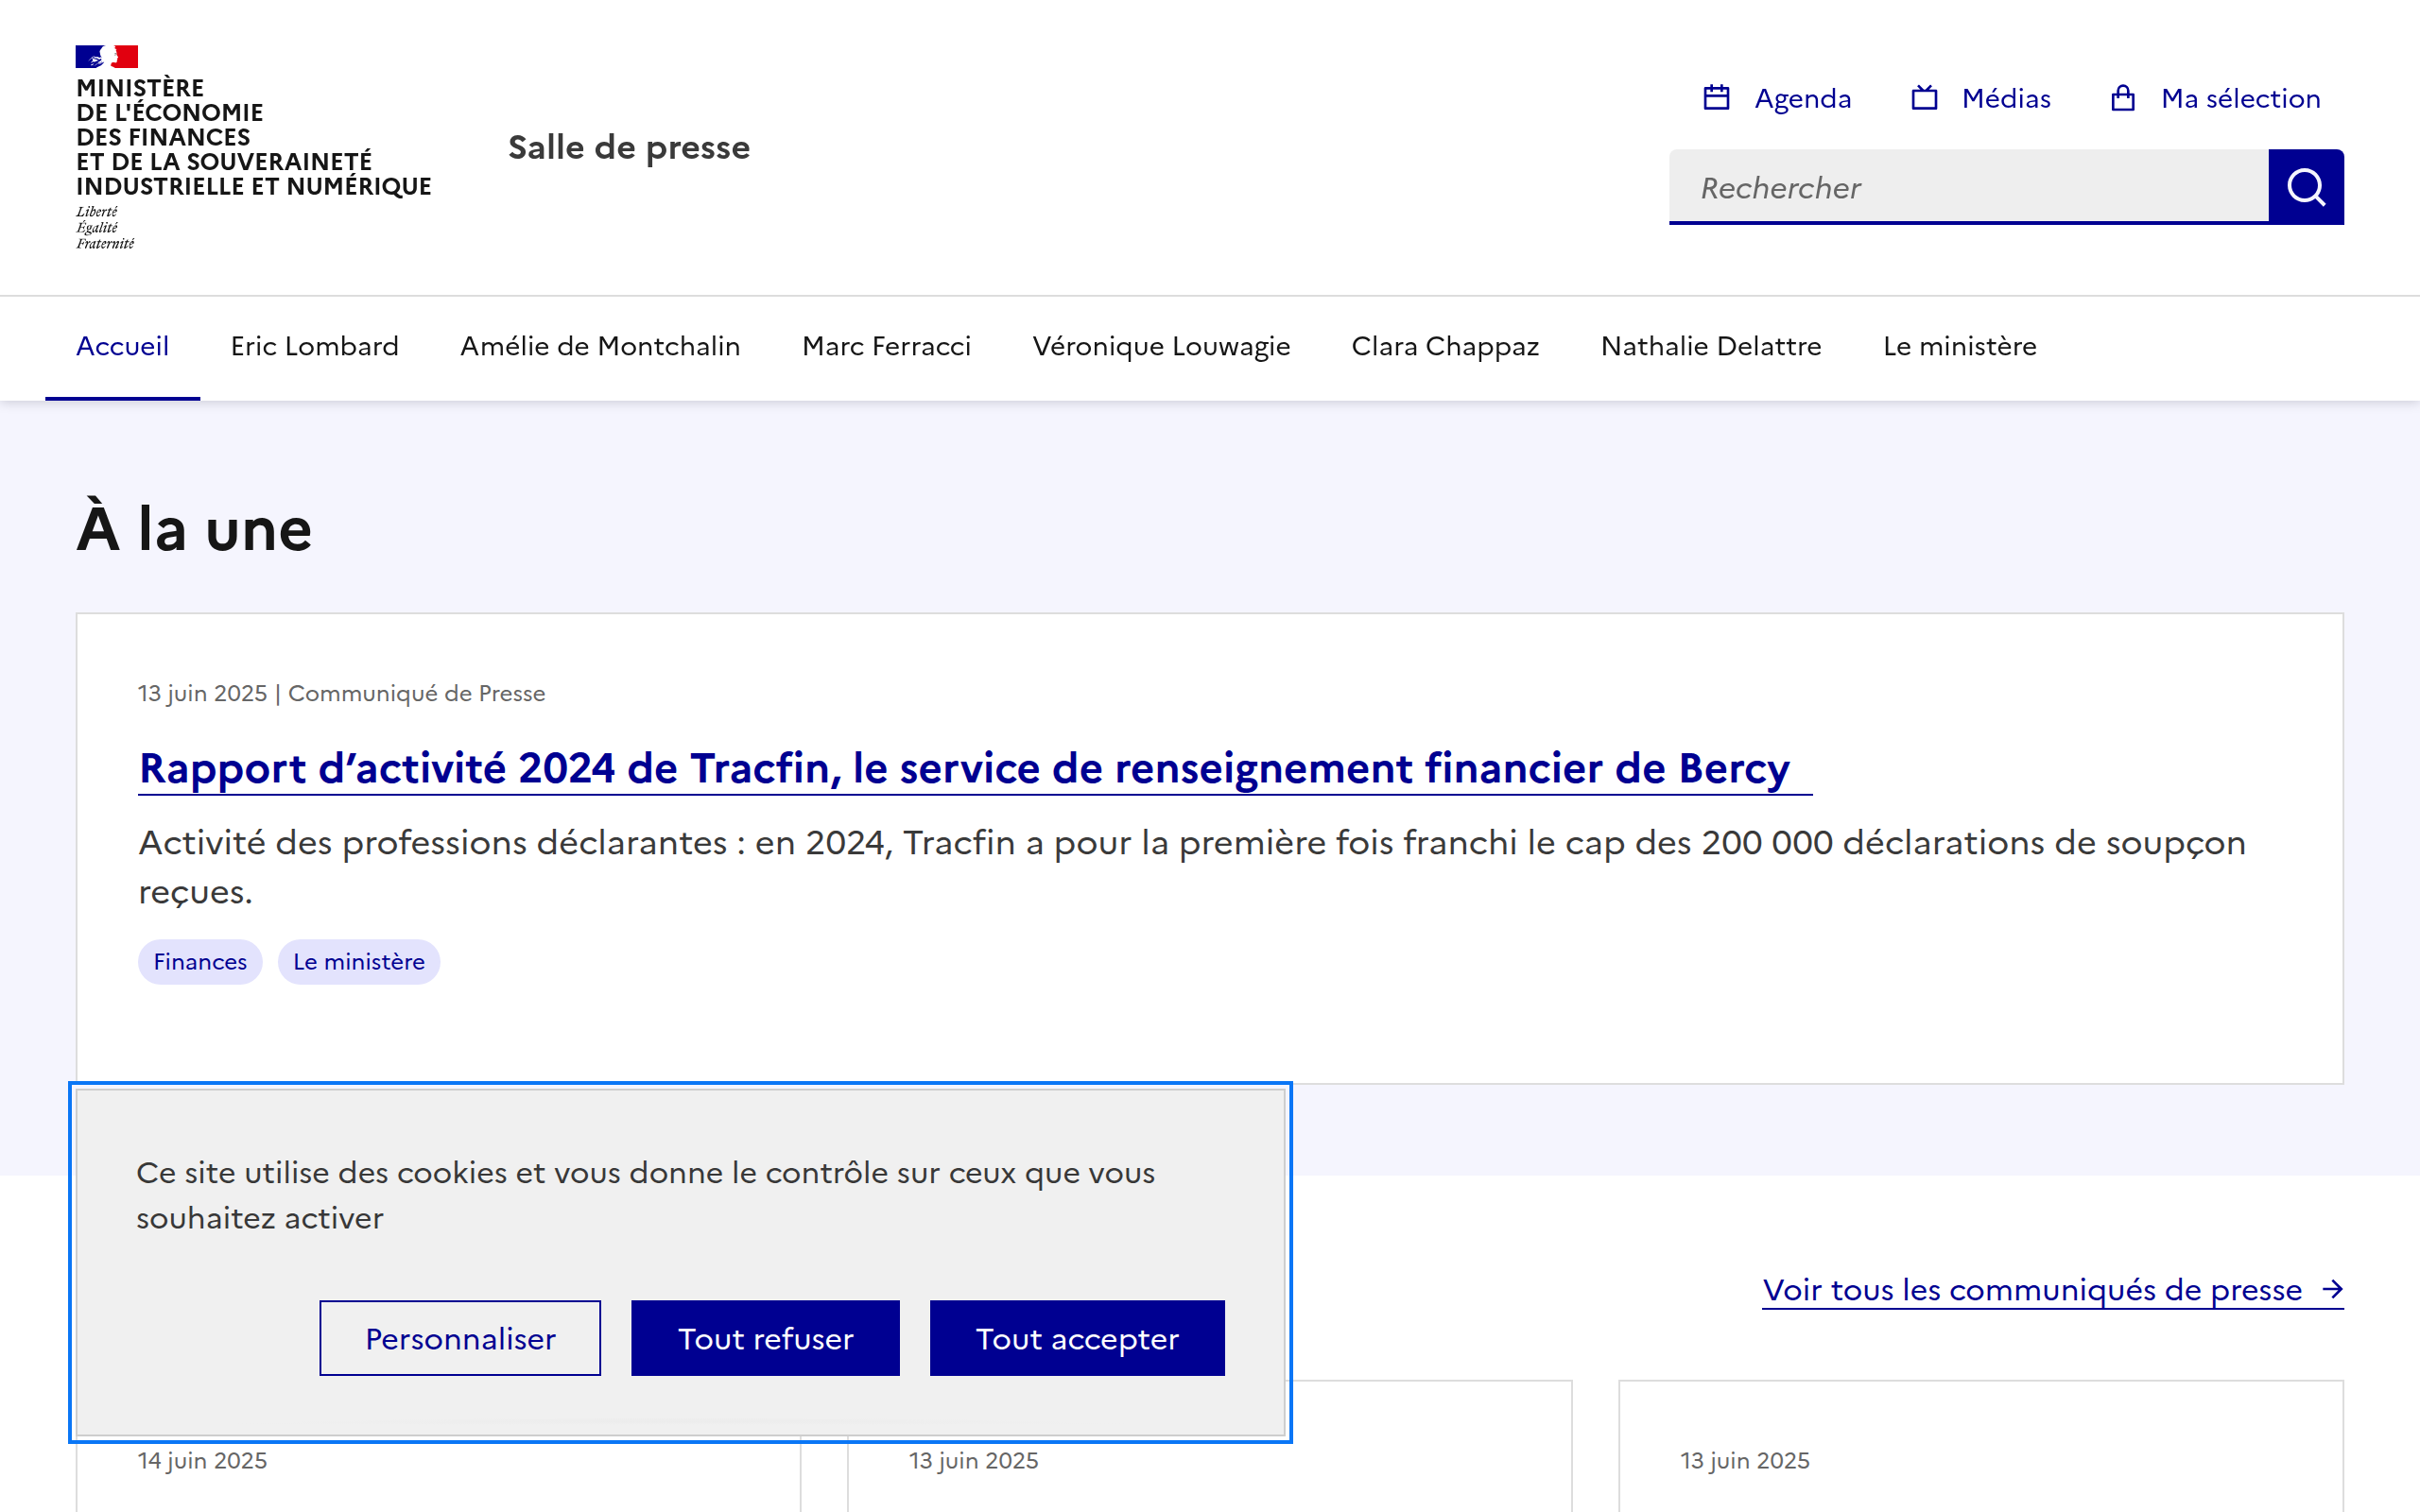 MINISTÈRE
DE L'ÉCONOMIE
DES FINANCES
ET DE LA SOUVERAINETÉ
INDUSTRIELLE ET NUMÉRIQUE
Liberté
Égalité
Fraternité
Salle de presse
Agenda Médias Ma sélection
Rechercher
Accueil Eric Lombard Amélie de Montchalin Marc Ferracci Véronique Louwagie Clara Chappaz Nathalie Delattre Le ministère
À la une
13 juin 2025 | Communiqué de Presse
Rapport d’activité 2024 de Tracfin, le service de renseignement financier de Bercy
Activité des professions déclarantes : en 2024, Tracfin a pour la première fois franchi le cap des 200 000 déclarations de soupçon
reçues.
Finances Le ministère
Ce site utilise des cookies et vous donne le contrôle sur ceux que vous
souhaitez activer
Personnaliser Tout refuser Tout accepter
Voir tous les communiqués de presse
14 juin 2025 13 juin 2025 13 juin 2025